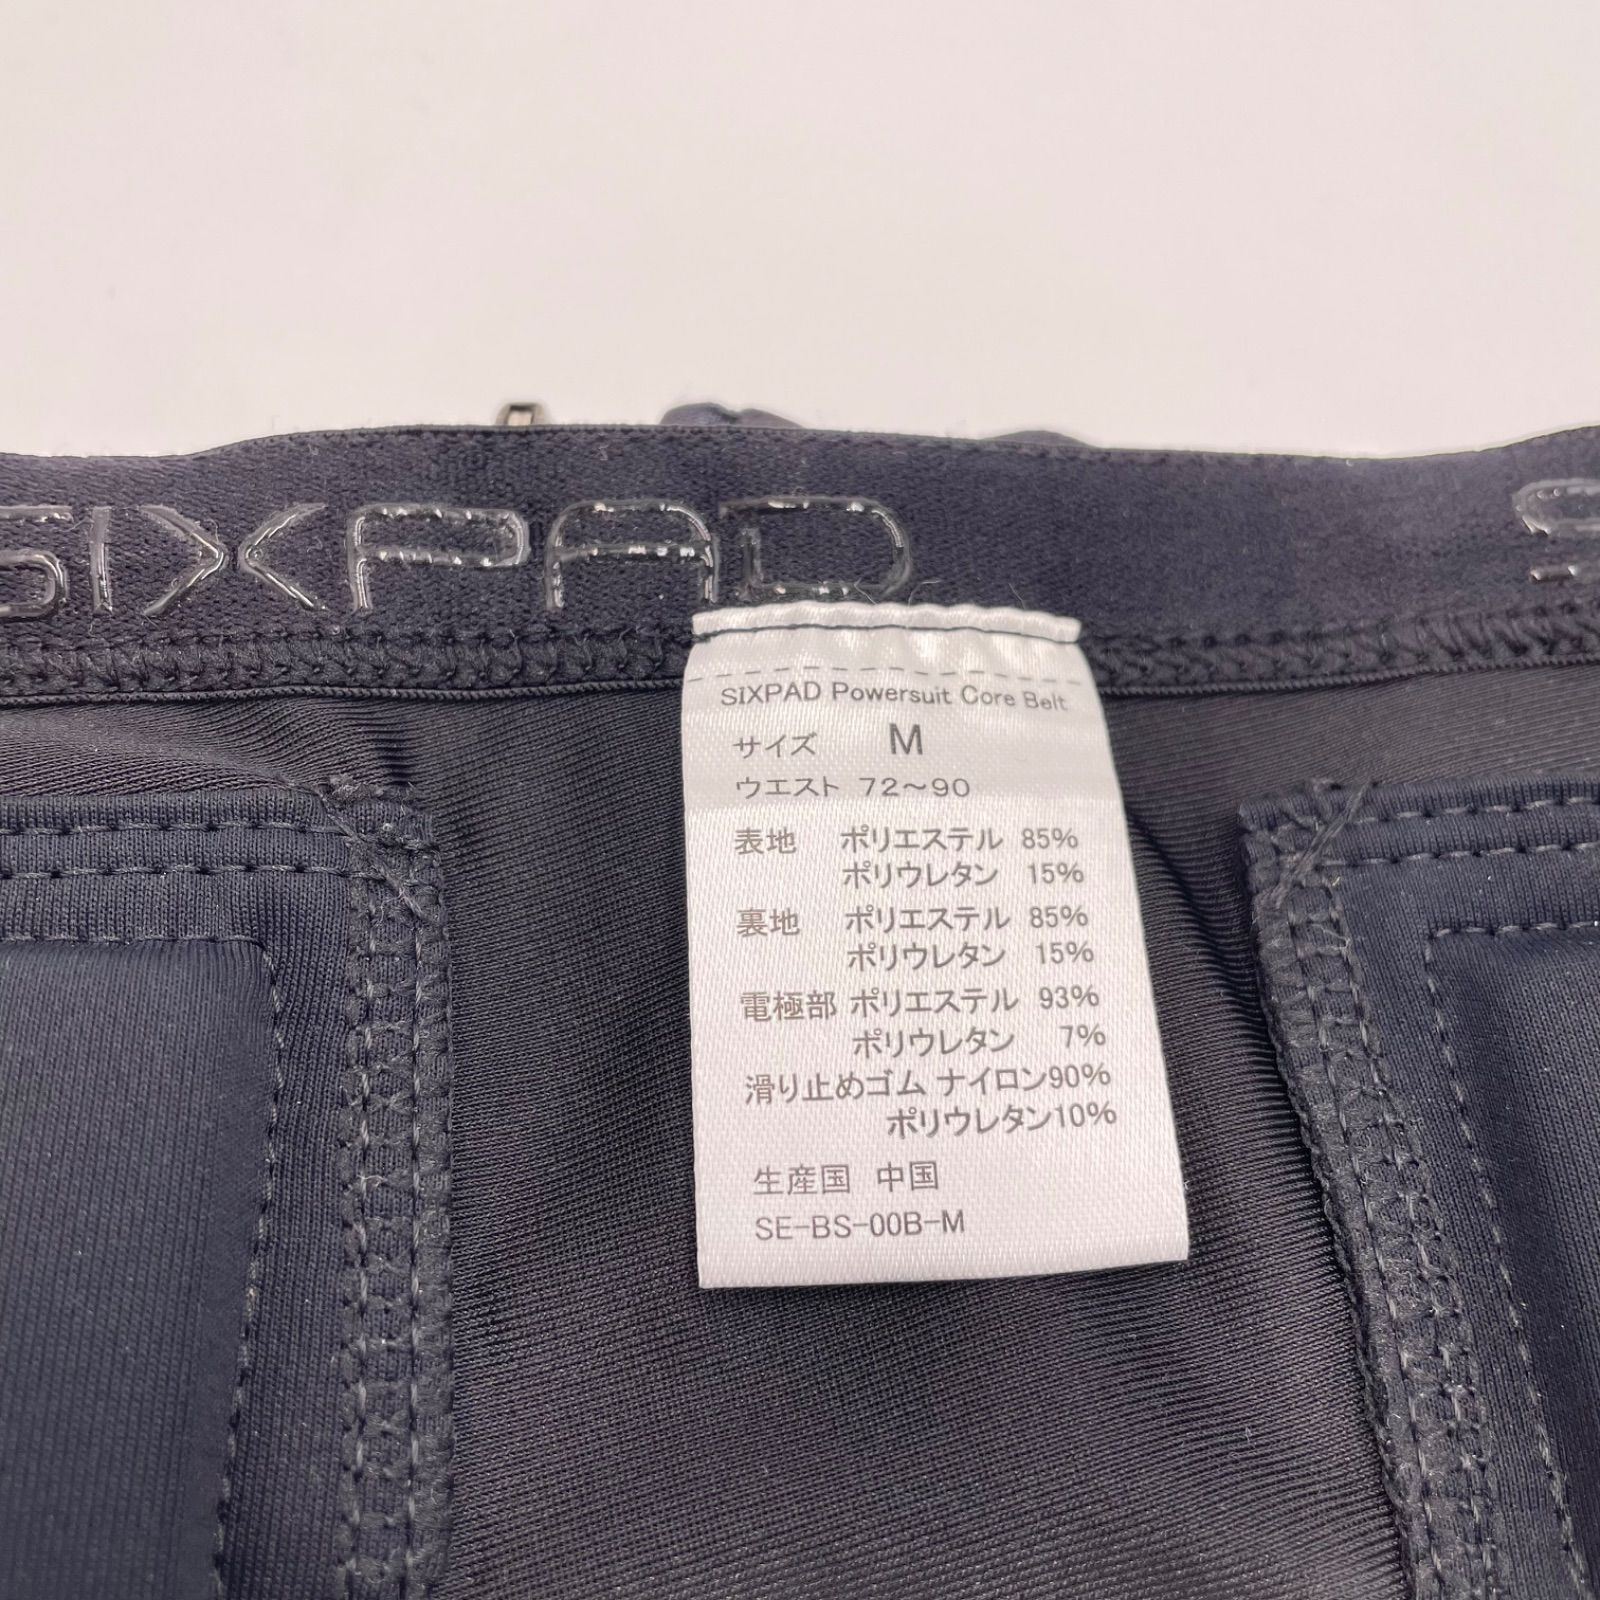 SIXPAD S
SIXPAD Powersuit Core Belt
サイズ M
ウエスト 72～90
表地 ポリエステル 85%
ポリウレタン 15%
裏地 ポリエステル 85%
ポリウレタン 15%
電極部 ポリエステル 93%
ポリウレタン 7%
滑り止めゴム ナイロン90%
ポリウレタン10%
生産国 中国
SE-BS-00B-M